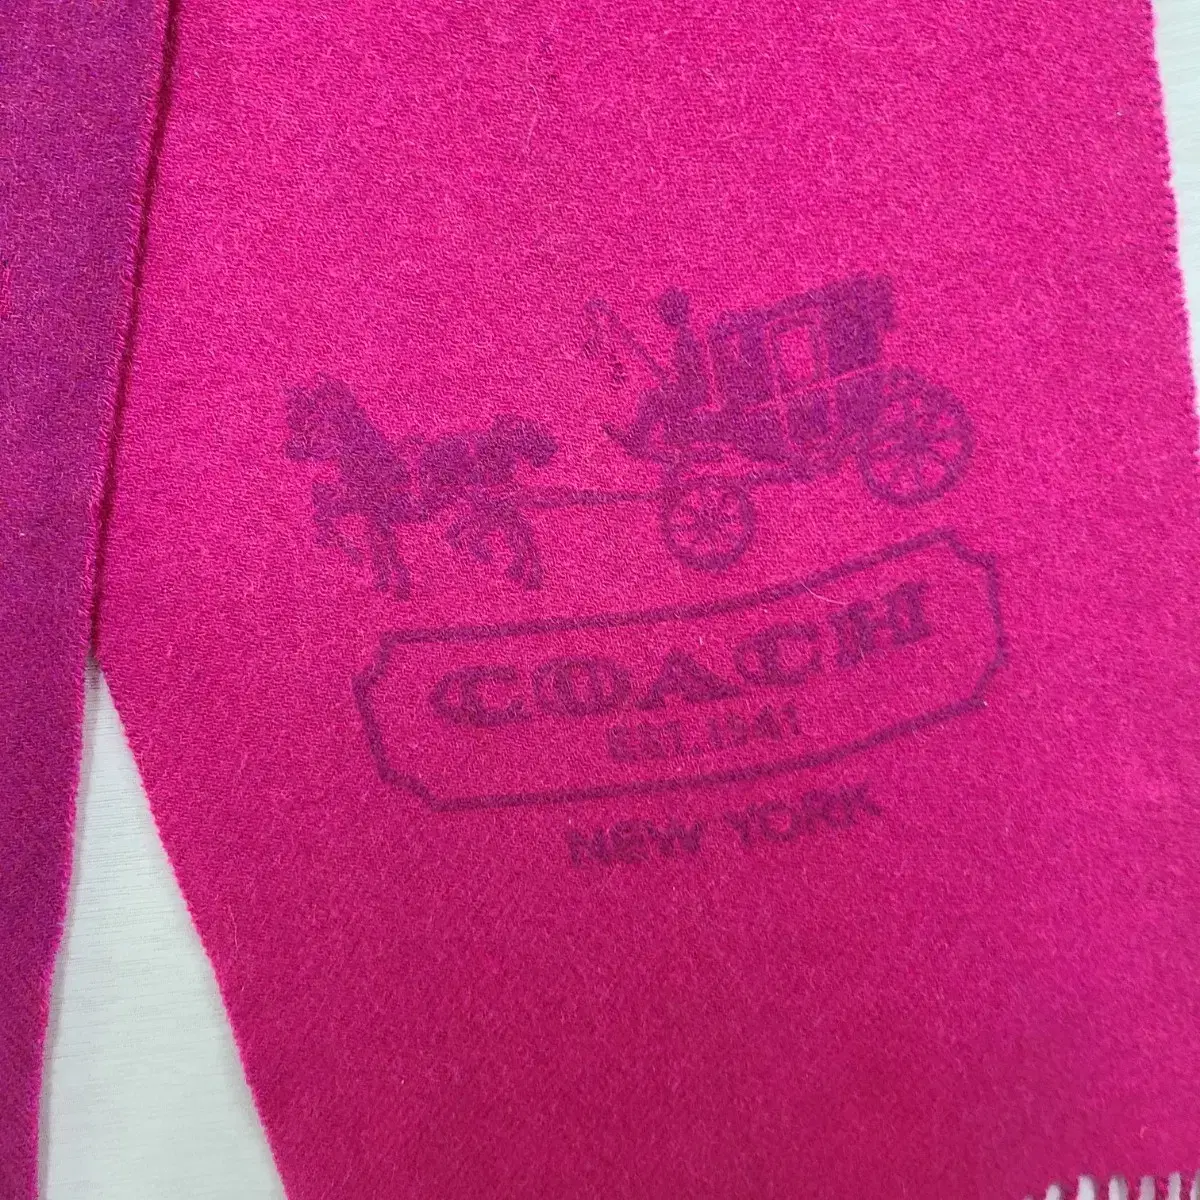 COACH
EST. 1941
NEW YORK